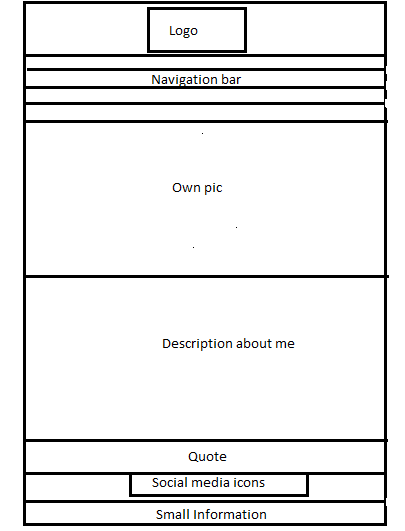 Logo
Navigation bar
Own pic
Description about me
Quote
Social media icons
Small Information